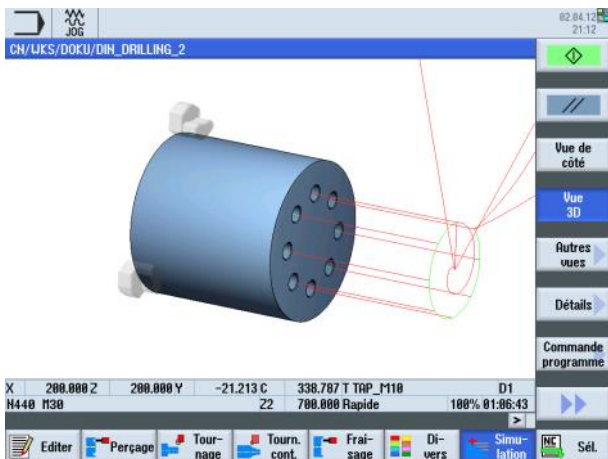 JOG
02.04.12
21:12
CN/WKS/DOKU/DIN_DRILLING_2
Vue de
côté
Vue
3D
Autres
vues
Détails
Commande
programme
X 200.000 Z 200.000 Y -21.213 C 338.787 T TAP_M10 D1
N440 M30 Z2 700.000 Rapide 100% 01:06:43
Editer
Perçage
Tour-
nage
Tourn.
cont.
Frai-
sage
Di-
vers
Simu-
lation
NC
Sél.